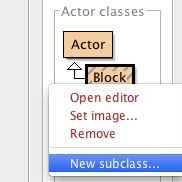 Actor classes
Actor
Block
Open editor
Set image...
Remove
New subclass...